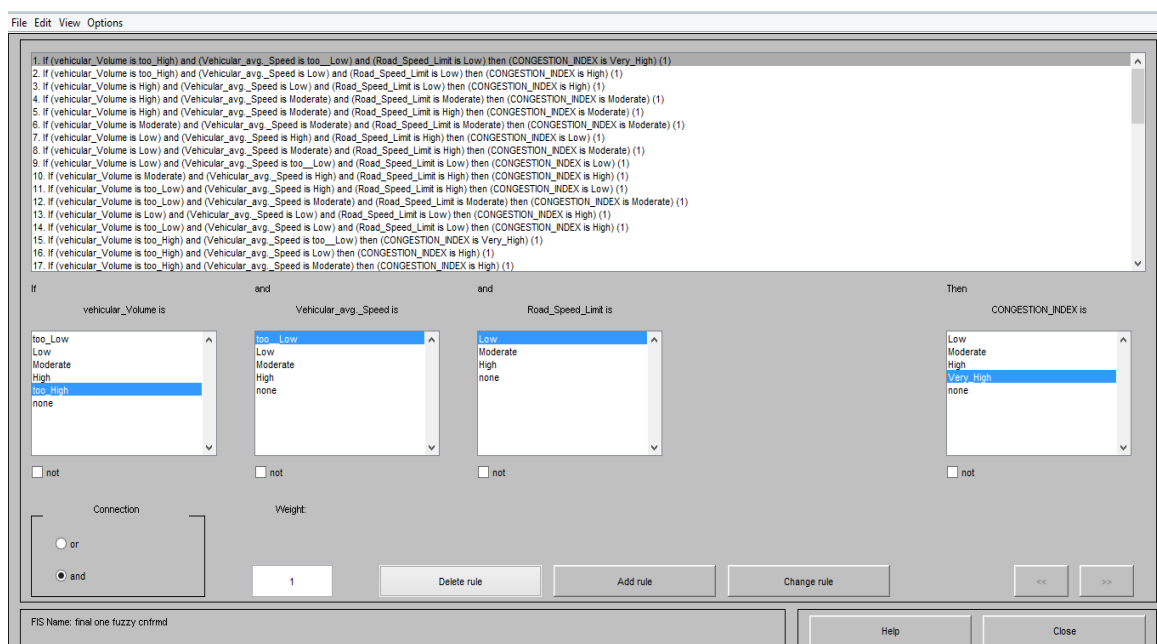 File Edit View Options
1. If (vehicular_Volume is too_High) and (Vehicular_avg._Speed is too__Low) and (Road_Speed_Limit is Low) then (CONGESTION_INDEX is Very_High) (1)
2. If (vehicular_Volume is too_High) and (Vehicular_avg._Speed is Low) and (Road_Speed_Limit is Low) then (CONGESTION_INDEX is High) (1)
3. If (vehicular_Volume is High) and (Vehicular_avg._Speed is Low) and (Road_Speed_Limit is Low) then (CONGESTION_INDEX is High) (1)
4. If (vehicular_Volume is High) and (Vehicular_avg._Speed is Moderate) and (Road_Speed_Limit is Moderate) then (CONGESTION_INDEX is Moderate) (1)
5. If (vehicular_Volume is High) and (Vehicular_avg._Speed is Moderate) and (Road_Speed_Limit is High) then (CONGESTION_INDEX is Moderate) (1)
6. If (vehicular_Volume is Moderate) and (Vehicular_avg._Speed is Moderate) and (Road_Speed_Limit is Moderate) then (CONGESTION_INDEX is Moderate) (1)
7. If (vehicular_Volume is Low) and (Vehicular_avg._Speed is High) and (Road_Speed_Limit is High) then (CONGESTION_INDEX is Low) (1)
8. If (vehicular_Volume is Low) and (Vehicular_avg._Speed is Moderate) and (Road_Speed_Limit is High) then (CONGESTION_INDEX is Moderate) (1)
9. If (vehicular_Volume is Low) and (Vehicular_avg._Speed is too__Low) and (Road_Speed_Limit is Low) then (CONGESTION_INDEX is Low) (1)
10. If (vehicular_Volume is Moderate) and (Vehicular_avg._Speed is High) and (Road_Speed_Limit is High) then (CONGESTION_INDEX is High) (1)
11. If (vehicular_Volume is too_Low) and (Vehicular_avg._Speed is High) and (Road_Speed_Limit is High) then (CONGESTION_INDEX is Low) (1)
12. If (vehicular_Volume is too_Low) and (Vehicular_avg._Speed is Moderate) and (Road_Speed_Limit is Moderate) then (CONGESTION_INDEX is Moderate) (1)
13. If (vehicular_Volume is Low) and (Vehicular_avg._Speed is Low) and (Road_Speed_Limit is Low) then (CONGESTION_INDEX is High) (1)
14. If (vehicular_Volume is too_Low) and (Vehicular_avg._Speed is Low) and (Road_Speed_Limit is Low) then (CONGESTION_INDEX is High) (1)
15. If (vehicular_Volume is too_High) and (Vehicular_avg._Speed is too__Low) then (CONGESTION_INDEX is Very_High) (1)
16. If (vehicular_Volume is too_High) and (Vehicular_avg._Speed is Low) then (CONGESTION_INDEX is High) (1)
17. If (vehicular_Volume is too_High) and (Vehicular_avg._Speed is Moderate) then (CONGESTION_INDEX is High) (1)
If and and Then
vehicular_Volume is Vehicular_avg._Speed is Road_Speed_Limit is CONGESTION_INDEX is
too_Low too__Low Low Low
Low Low Moderate Moderate
Moderate Moderate High High
High High none Very_High
too_High none none
none
not not not not
Connection Weight:
or
and 1 Delete rule Add rule Change rule << >>
FIS Name: final one fuzzy cnfrmd Help Close